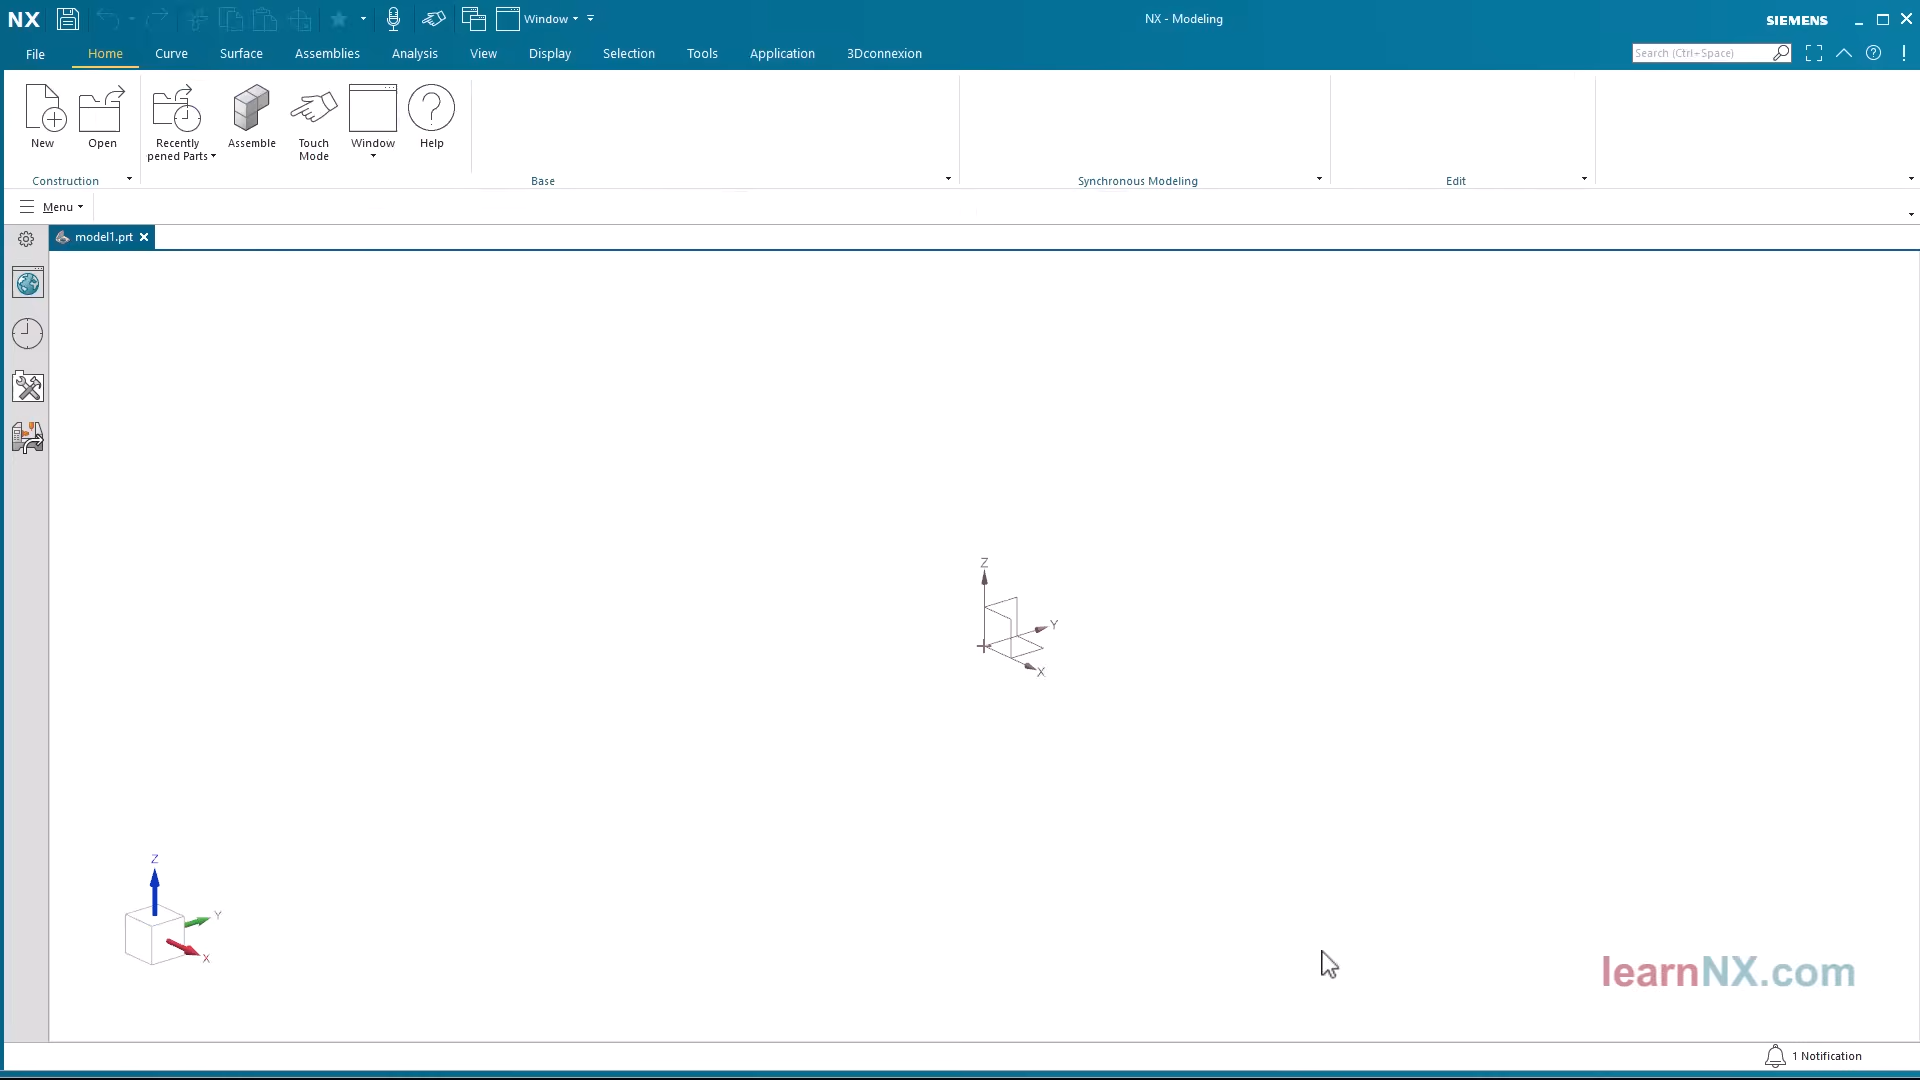 NX
Window
NX - Modeling
SIEMENS
File
Home
Curve
Surface
Assemblies
Analysis
View
Display
Selection
Tools
Application
3Dconnexion
Search (Ctrl+Space)
New
Open
Recently
pened Parts
Assemble
Touch
Mode
Window
Help
Construction
Base
Synchronous Modeling
Edit
Menu
model1.prt
Z
Y
X
Z
Y
X
learnNX.com
1 Notification